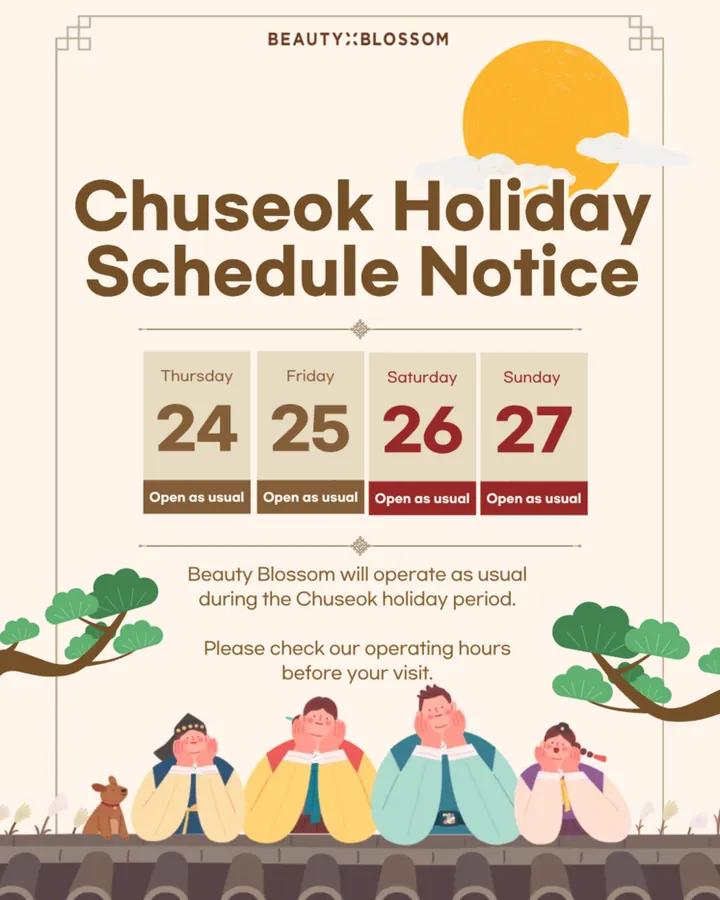 BEAUTY BLOSSOM
Chuseok Holiday
Schedule Notice
Thursday
24
Open as usual
Friday
25
Open as usual
Saturday
26
Open as usual
Sunday
27
Open as usual
Beauty Blossom will operate as usual
during the Chuseok holiday period.
Please check our operating hours
before your visit.